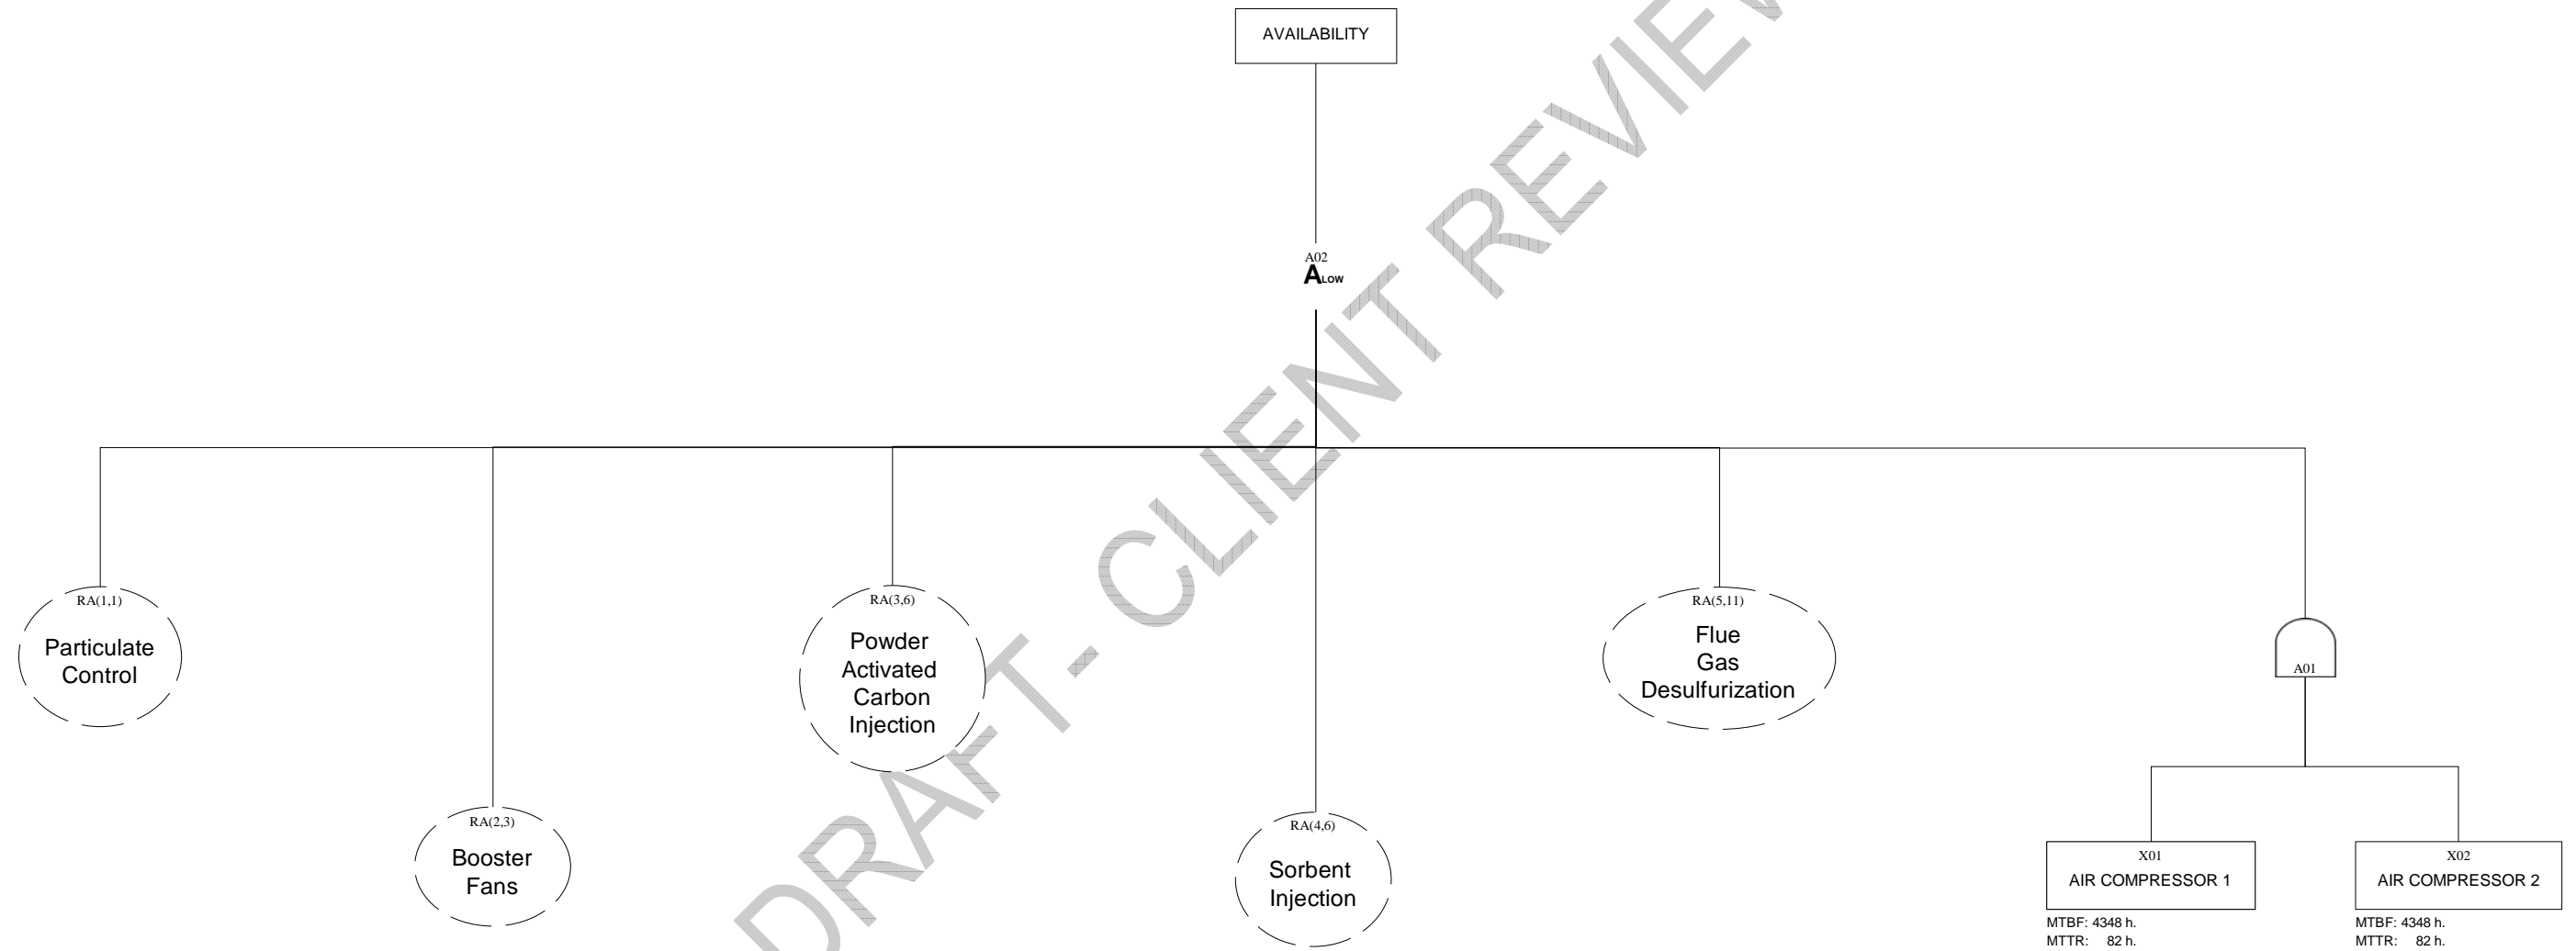 AVAILABILITY
A02
ALOW
RA(1,1)
Particulate
Control
RA(2,3)
Booster
Fans
RA(3,6)
Powder
Activated
Carbon
Injection
RA(4,6)
Sorbent
Injection
RA(5,11)
Flue
Gas
Desulfurization
A01
X01
AIR COMPRESSOR 1
MTBF: 4348 h.
MTTR: 82 h.
X02
AIR COMPRESSOR 2
MTBF: 4348 h.
MTTR: 82 h.
DRAFT - CLIENT REVIEW